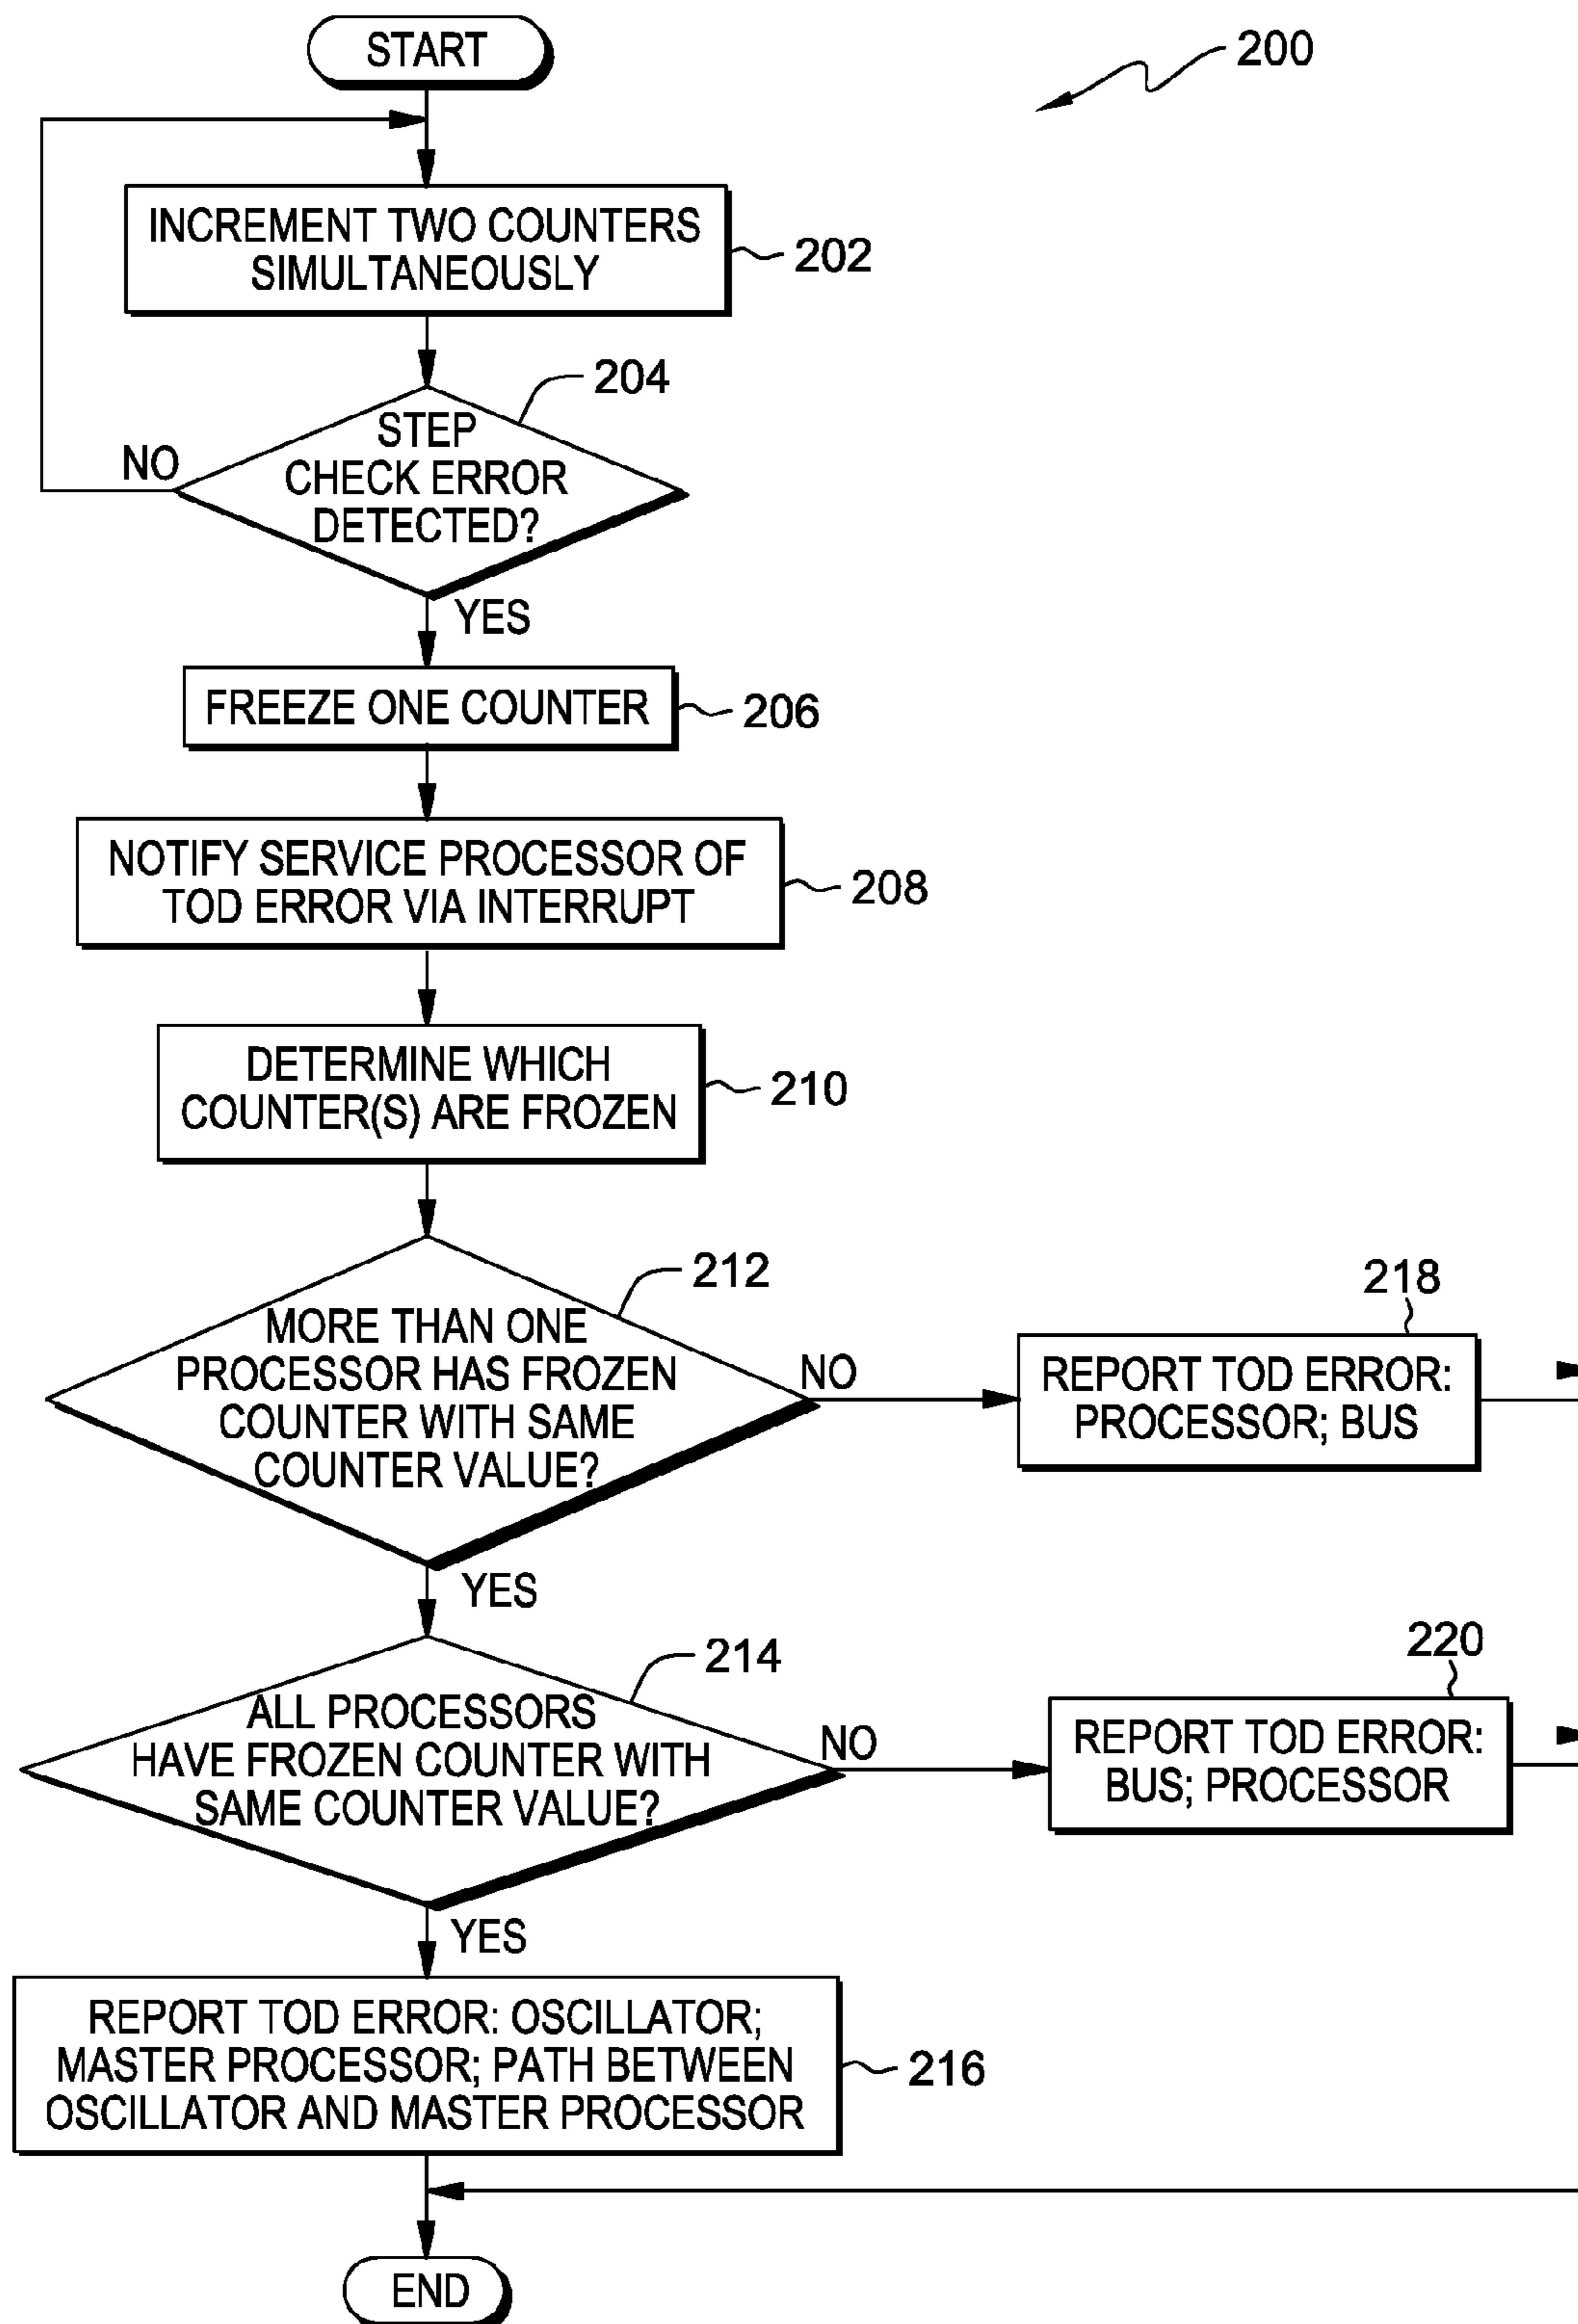 START
200
INCREMENT TWO COUNTERS
SIMULTANEOUSLY
202
204
STEP
CHECK ERROR
DETECTED?
NO
YES
FREEZE ONE COUNTER
206
NOTIFY SERVICE PROCESSOR OF
TOD ERROR VIA INTERRUPT
208
DETERMINE WHICH
COUNTER(S) ARE FROZEN
210
212
MORE THAN ONE
PROCESSOR HAS FROZEN
COUNTER WITH SAME
COUNTER VALUE?
NO
218
REPORT TOD ERROR:
PROCESSOR; BUS
YES
214
ALL PROCESSORS
HAVE FROZEN COUNTER WITH
SAME COUNTER VALUE?
NO
220
REPORT TOD ERROR:
BUS; PROCESSOR
YES
REPORT TOD ERROR: OSCILLATOR;
MASTER PROCESSOR; PATH BETWEEN
OSCILLATOR AND MASTER PROCESSOR
216
END